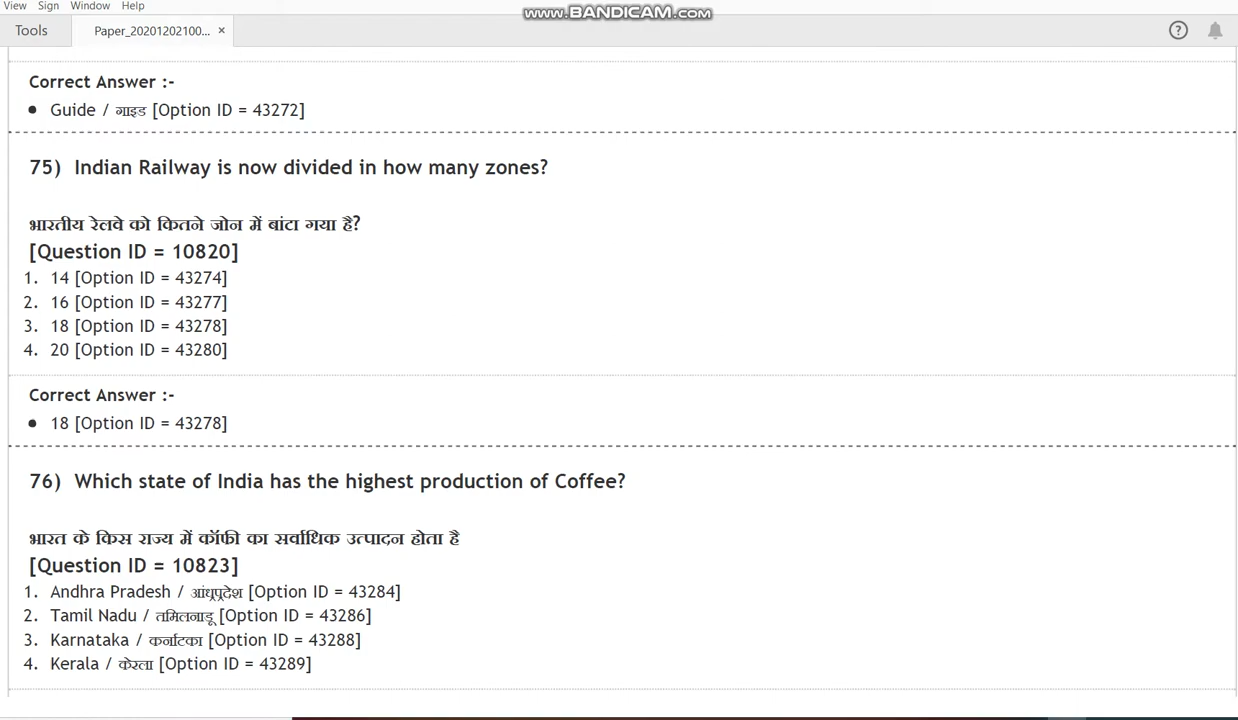 View Sign Window Help
www.BANDICAM.com
Tools Paper_20201202100... ×
Correct Answer :-
• Guide / गाइड [Option ID = 43272]
75) Indian Railway is now divided in how many zones?
भारतीय रेलवे को कितने जोन में बांटा गया है?
[Question ID = 10820]
1. 14 [Option ID = 43274]
2. 16 [Option ID = 43277]
3. 18 [Option ID = 43278]
4. 20 [Option ID = 43280]
Correct Answer :-
• 18 [Option ID = 43278]
76) Which state of India has the highest production of Coffee?
भारत के किस राज्य में कॉफी का सर्वाधिक उत्पादन होता है
[Question ID = 10823]
1. Andhra Pradesh / आंध्रप्रदेश [Option ID = 43284]
2. Tamil Nadu / तमिलनाडू [Option ID = 43286]
3. Karnataka / कर्नाटका [Option ID = 43288]
4. Kerala / केरला [Option ID = 43289]